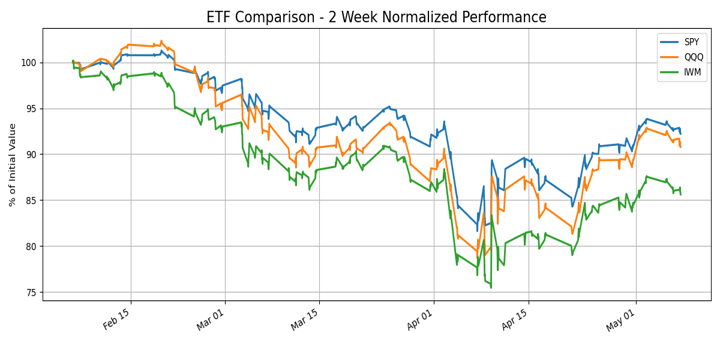 ETF Comparison - 2 Week Normalized Performance
SPY
QQQ
IWM
% of Initial Value
100
95
90
85
80
75
Feb 15
Mar 01
Mar 15
Apr 01
Apr 15
May 01